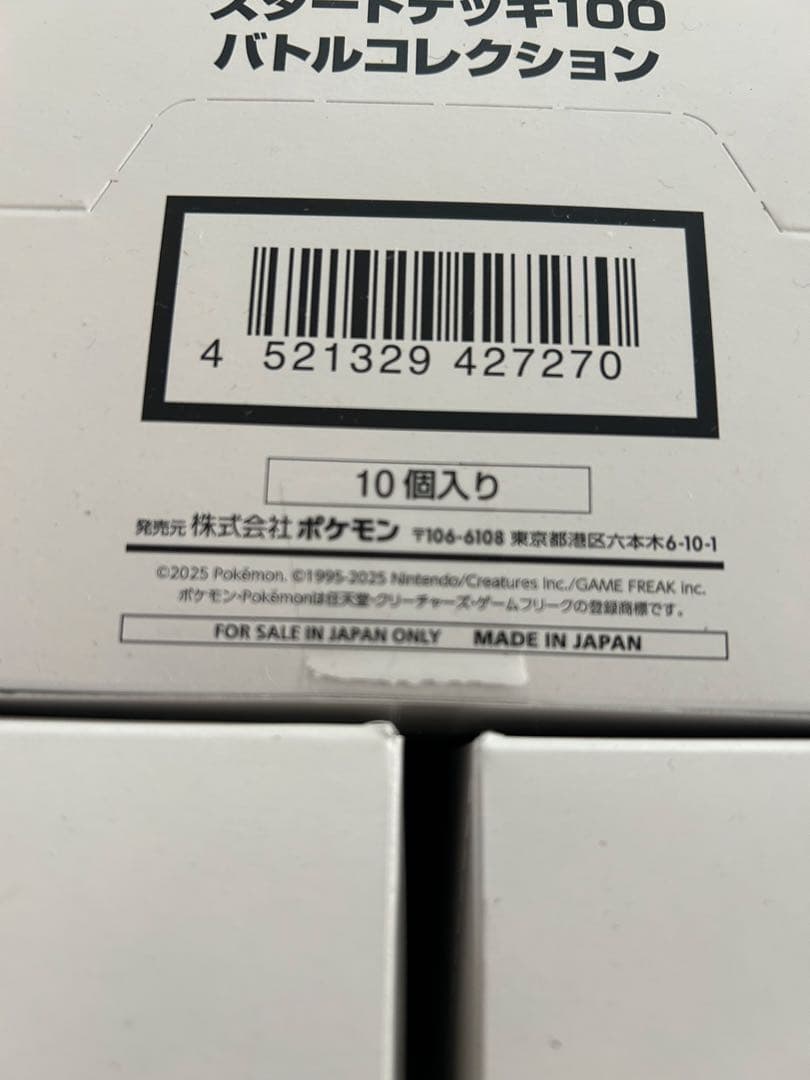 スタートデッキ100
バトルコレクション
4 521329 427270
10個入り
発売元 株式会社ポケモン 〒106-6108 東京都港区六本木6-10-1
©2025 Pokémon. ©1995-2025 Nintendo/Creatures Inc./GAME FREAK inc.
ポケモン・Pokémonは任天堂・クリーチャーズ・ゲームフリークの登録商標です。
FOR SALE IN JAPAN ONLY MADE IN JAPAN